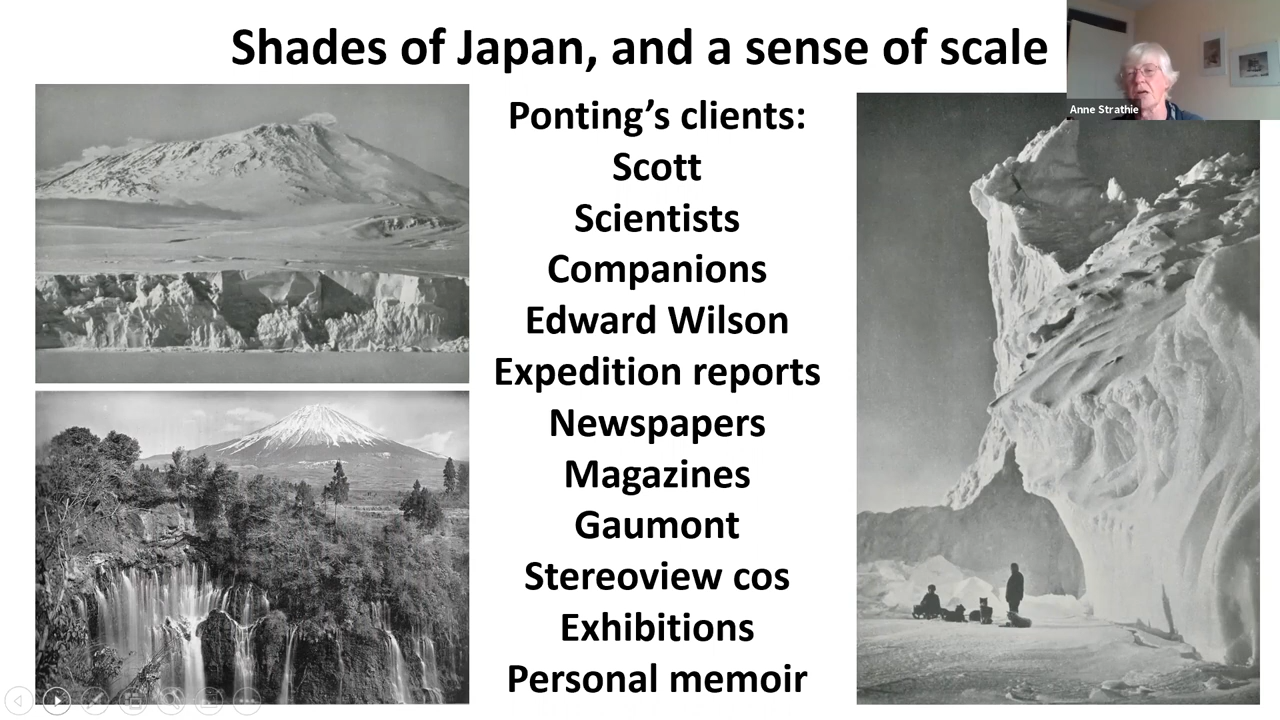 Shades of Japan, and a sense of scale
Anne Strathie
Ponting’s clients:
Scott
Scientists
Companions
Edward Wilson
Expedition reports
Newspapers
Magazines
Gaumont
Stereoview cos
Exhibitions
Personal memoir